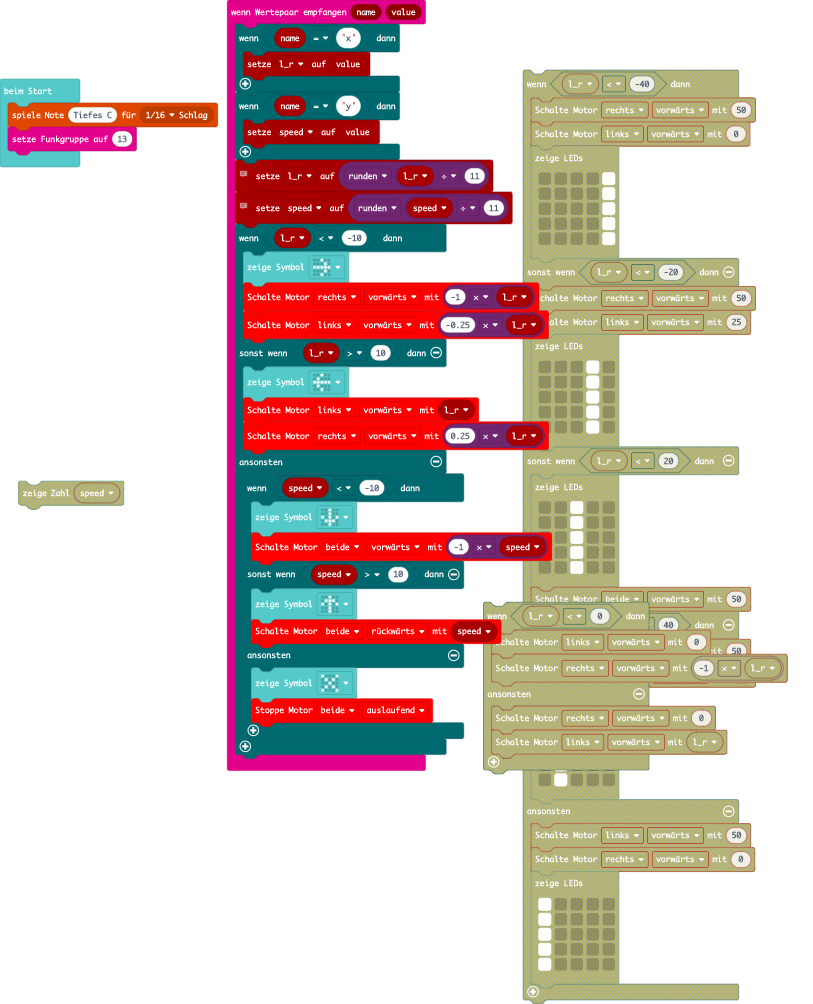 beim Start
spiele Note Tiefes C für 1/16 Schlag
setze Funkgruppe auf 13
zeige Zahl speed
wenn Wertepaar empfangen name value
wenn name = "x" dann
setze l_r auf value
wenn name = "y" dann
setze speed auf value
setze l_r auf runden l_r ÷ 11
setze speed auf runden speed ÷ 11
wenn l_r < -10 dann
zeige Symbol
Schalte Motor rechts vorwärts mit -1 × l_r
Schalte Motor links vorwärts mit -0.25 × l_r
sonst wenn l_r > 10 dann
zeige Symbol
Schalte Motor links vorwärts mit l_r
Schalte Motor rechts vorwärts mit 0.25 × l_r
ansonsten
wenn speed < -10 dann
zeige Symbol
Schalte Motor beide vorwärts mit -1 × speed
sonst wenn speed > 10 dann
zeige Symbol
Schalte Motor beide rückwärts mit speed
ansonsten
zeige Symbol
Stoppe Motor beide auslaufend
wenn l_r < -40 dann
Schalte Motor rechts vorwärts mit 50
Schalte Motor links vorwärts mit 0
zeige LEDs
sonst wenn l_r < -20 dann
Schalte Motor rechts vorwärts mit 50
Schalte Motor links vorwärts mit 25
zeige LEDs
sonst wenn l_r < 20 dann
zeige LEDs
Schalte Motor beide vorwärts mit 50
40 dann
mit 50
wenn l_r < 0 dann
Schalte Motor links vorwärts mit 0
Schalte Motor rechts vorwärts mit -1 × l_r
ansonsten
Schalte Motor rechts vorwärts mit 0
Schalte Motor links vorwärts mit l_r
ansonsten
Schalte Motor links vorwärts mit 50
Schalte Motor rechts vorwärts mit 0
zeige LEDs